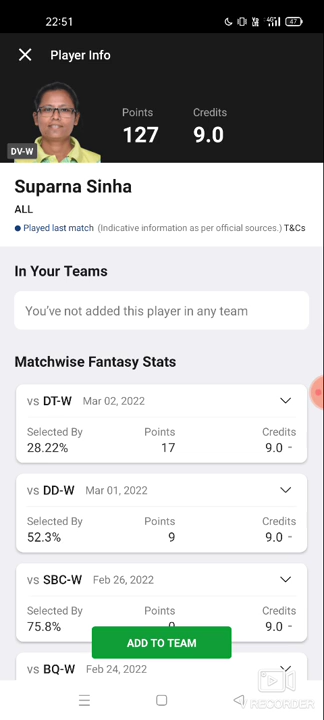 22:51
47
Player Info
Points
Credits
127
9.0
DV-W
Suparna Sinha
ALL
Played last match (Indicative information as per official sources.) T&Cs
In Your Teams
You've not added this player in any team
Matchwise Fantasy Stats
vs DT-W Mar 02, 2022
Selected By Points Credits
28.22% 17 9.0 -
vs DD-W Mar 01, 2022
Selected By Points Credits
52.3% 9 9.0 -
vs SBC-W Feb 26, 2022
Selected By Points Credits
75.8% 0 9.0 -
ADD TO TEAM
vs BQ-W Feb 24, 2022
RECORDER